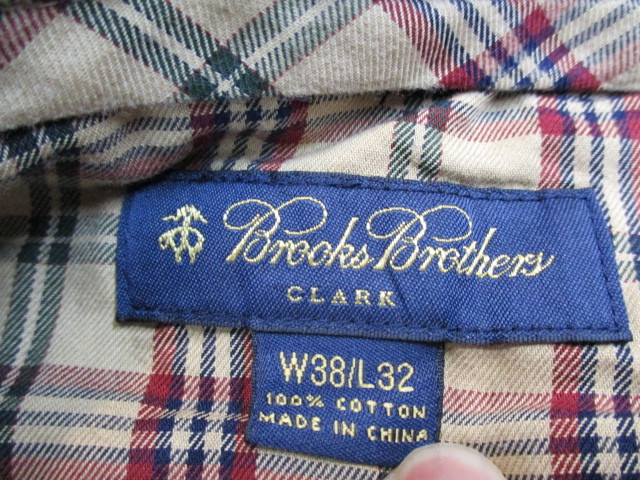 Brooks Brothers
CLARK
W38/L32
100% COTTON
MADE IN CHINA